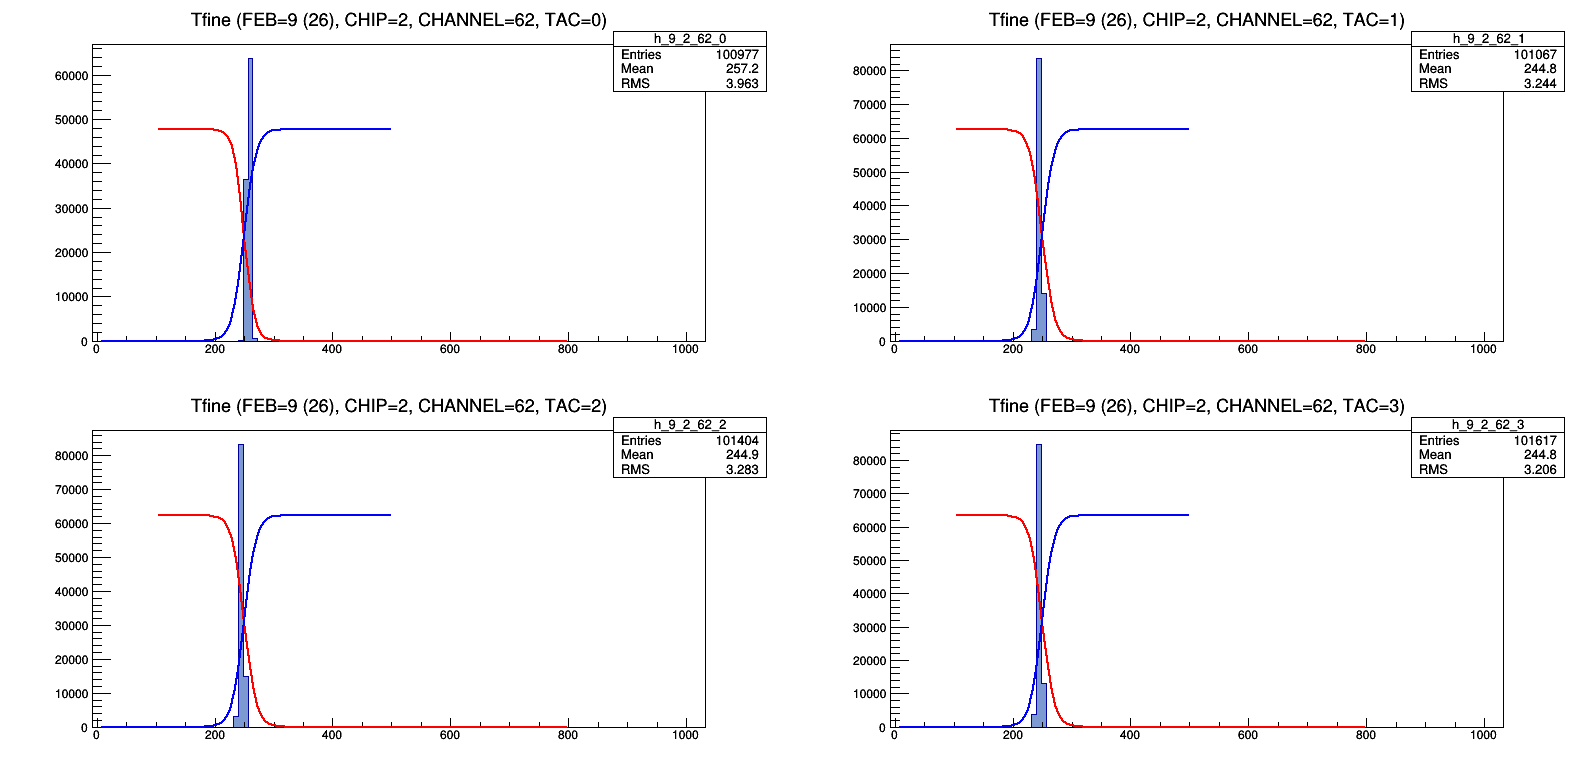 Tfine (FEB=9 (26), CHIP=2, CHANNEL=62, TAC=0)
h_9_2_62_0
Entries 100977
Mean 257.2
RMS 3.963
60000
50000
40000
30000
20000
10000
0
0 200 400 600 800 1000
Tfine (FEB=9 (26), CHIP=2, CHANNEL=62, TAC=1)
h_9_2_62_1
Entries 101067
Mean 244.8
RMS 3.244
80000
70000
60000
50000
40000
30000
20000
10000
0
0 200 400 600 800 1000
Tfine (FEB=9 (26), CHIP=2, CHANNEL=62, TAC=2)
h_9_2_62_2
Entries 101404
Mean 244.9
RMS 3.283
80000
70000
60000
50000
40000
30000
20000
10000
0
0 200 400 600 800 1000
Tfine (FEB=9 (26), CHIP=2, CHANNEL=62, TAC=3)
h_9_2_62_3
Entries 101617
Mean 244.8
RMS 3.206
80000
70000
60000
50000
40000
30000
20000
10000
0
0 200 400 600 800 1000